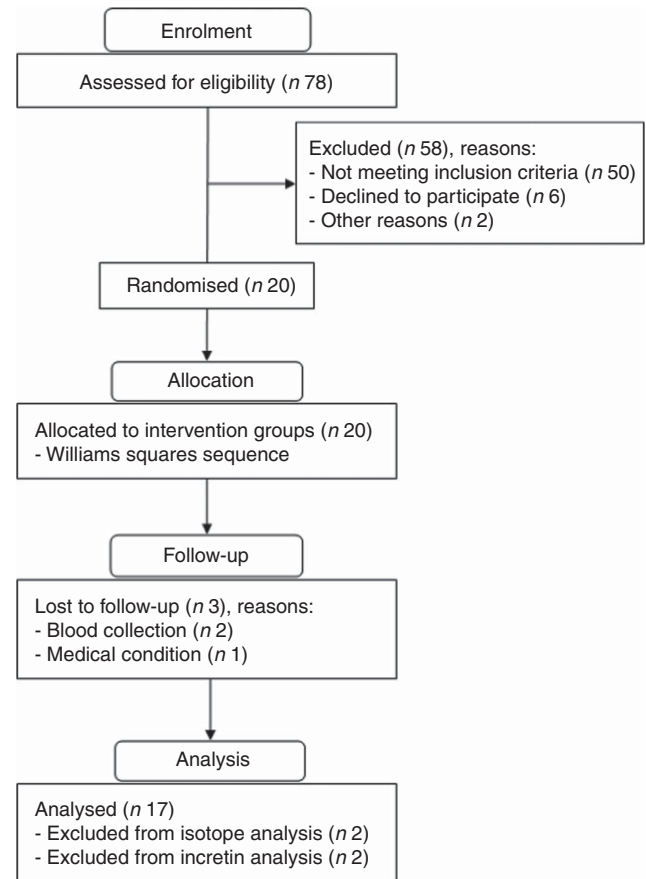 Enrolment
Assessed for eligibility (n 78)
Excluded (n 58), reasons:
- Not meeting inclusion criteria (n 50)
- Declined to participate (n 6)
- Other reasons (n 2)
Randomised (n 20)
Allocation
Allocated to intervention groups (n 20)
- Williams squares sequence
Follow-up
Lost to follow-up (n 3), reasons:
- Blood collection (n 2)
- Medical condition (n 1)
Analysis
Analysed (n 17)
- Excluded from isotope analysis (n 2)
- Excluded from incretin analysis (n 2)